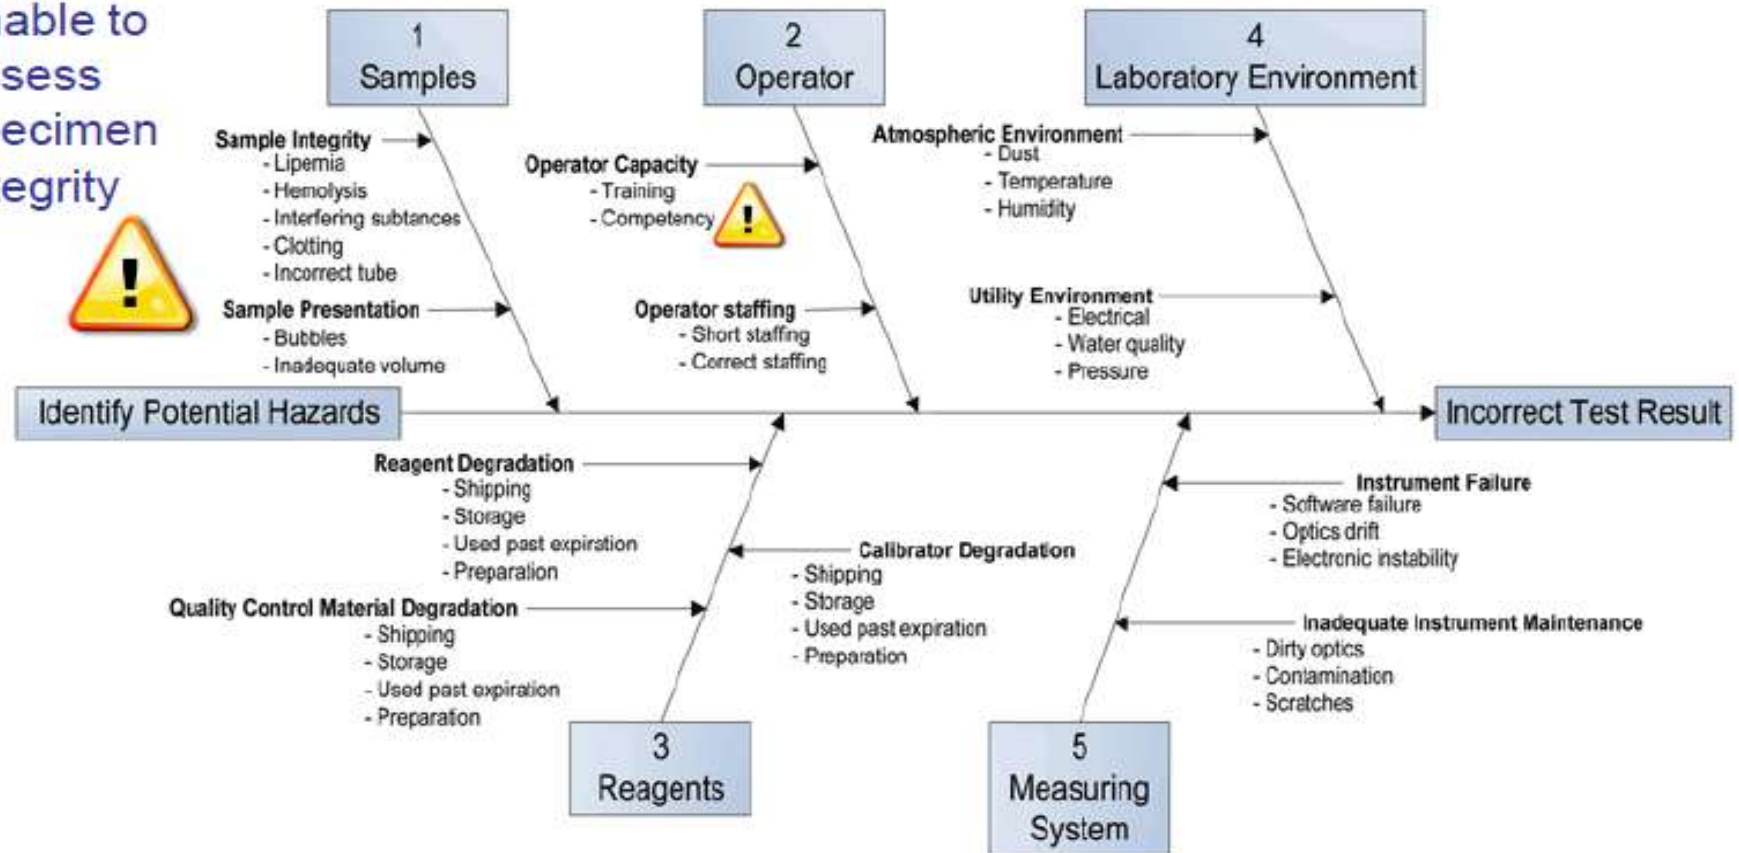 able to
sess
ecimen
egrity
1
Samples
Sample Integrity
- Lipemia
- Hemolysis
- Interfering subtances
- Clotting
- Incorrect tube
Sample Presentation
- Bubbles
- Inadequate volume
2
Operator
Operator Capacity
- Training
- Competency
!
!
Operator staffing
- Short staffing
- Correct staffing
4
Laboratory Environment
Atmospheric Environment
- Dust
- Temperature
- Humidity
Utility Environment
- Electrical
- Water quality
- Pressure
Identify Potential Hazards
Incorrect Test Result
Reagent Degradation
- Shipping
- Storage
- Used past expiration
- Preparation
Quality Control Material Degradation
- Shipping
- Storage
- Used past expiration
- Preparation
Calibrator Degradation
- Shipping
- Storage
- Used past expiration
- Preparation
3
Reagents
Instrument Failure
- Software failure
- Optics drift
- Electronic instability
Inadequate Instrument Maintenance
- Dirty optics
- Contamination
- Scratches
5
Measuring
System